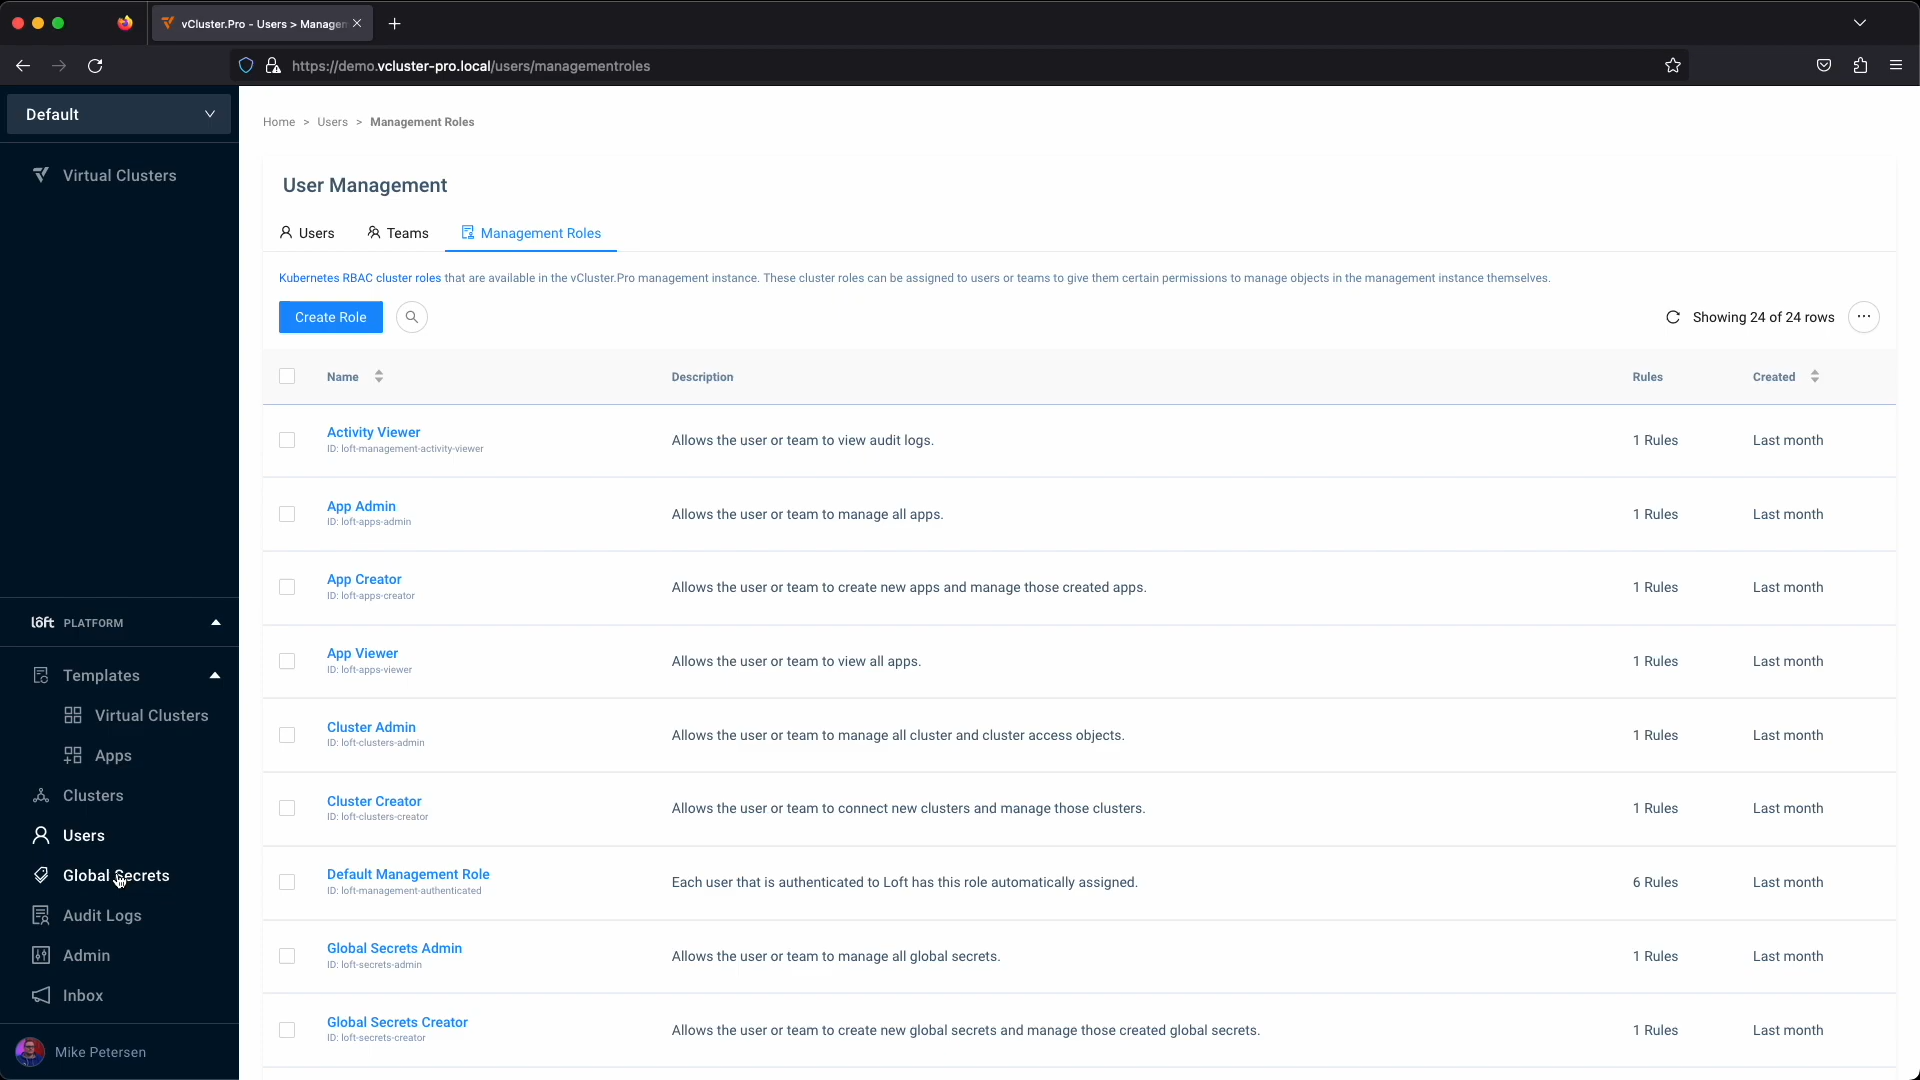 vCluster.Pro - Users > Manage
https://demo.vcluster-pro.local/users/managementroles
Default
Virtual Clusters
loft PLATFORM
Templates
Virtual Clusters
Apps
Clusters
Users
Global Secrets
Audit Logs
Admin
Inbox
Mike Petersen
Home > Users > Management Roles
User Management
Users Teams Management Roles
Kubernetes RBAC cluster roles that are available in the vCluster.Pro management instance. These cluster roles can be assigned to users or teams to give them certain permissions to manage objects in the management instance themselves.
Create Role Showing 24 of 24 rows
Name Description Rules Created
Activity Viewer
ID: loft-management-activity-viewer
Allows the user or team to view audit logs. 1 Rules Last month
App Admin
ID: loft-apps-admin
Allows the user or team to manage all apps. 1 Rules Last month
App Creator
ID: loft-apps-creator
Allows the user or team to create new apps and manage those created apps. 1 Rules Last month
App Viewer
ID: loft-apps-viewer
Allows the user or team to view all apps. 1 Rules Last month
Cluster Admin
ID: loft-clusters-admin
Allows the user or team to manage all cluster and cluster access objects. 1 Rules Last month
Cluster Creator
ID: loft-clusters-creator
Allows the user or team to connect new clusters and manage those clusters. 1 Rules Last month
Default Management Role
ID: loft-management-authenticated
Each user that is authenticated to Loft has this role automatically assigned. 6 Rules Last month
Global Secrets Admin
ID: loft-secrets-admin
Allows the user or team to manage all global secrets. 1 Rules Last month
Global Secrets Creator
ID: loft-secrets-creator
Allows the user or team to create new global secrets and manage those created global secrets. 1 Rules Last month